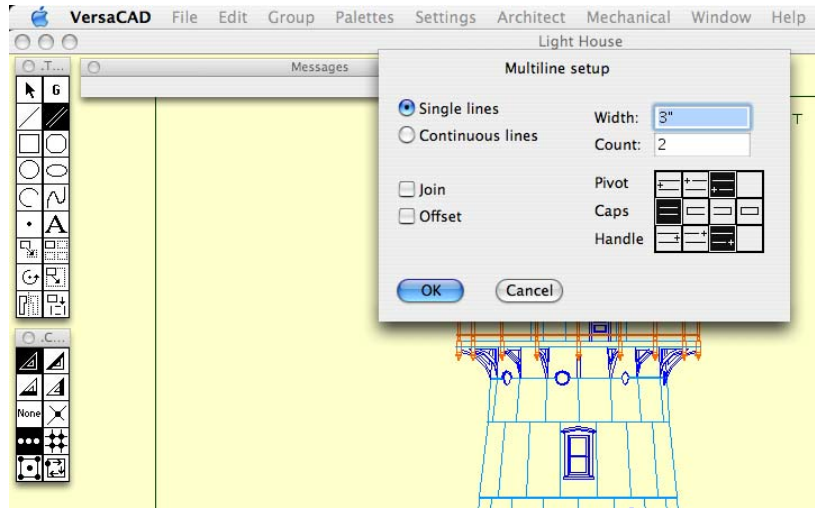 VersaCAD File Edit Group Palettes Settings Architect Mechanical Window Help
Light House
.T...
Messages
G
A
Multiline setup
Single lines
Continuous lines
Width: 3"
Count: 2
Join
Offset
Pivot
Caps
Handle
OK Cancel
T
.C...
None